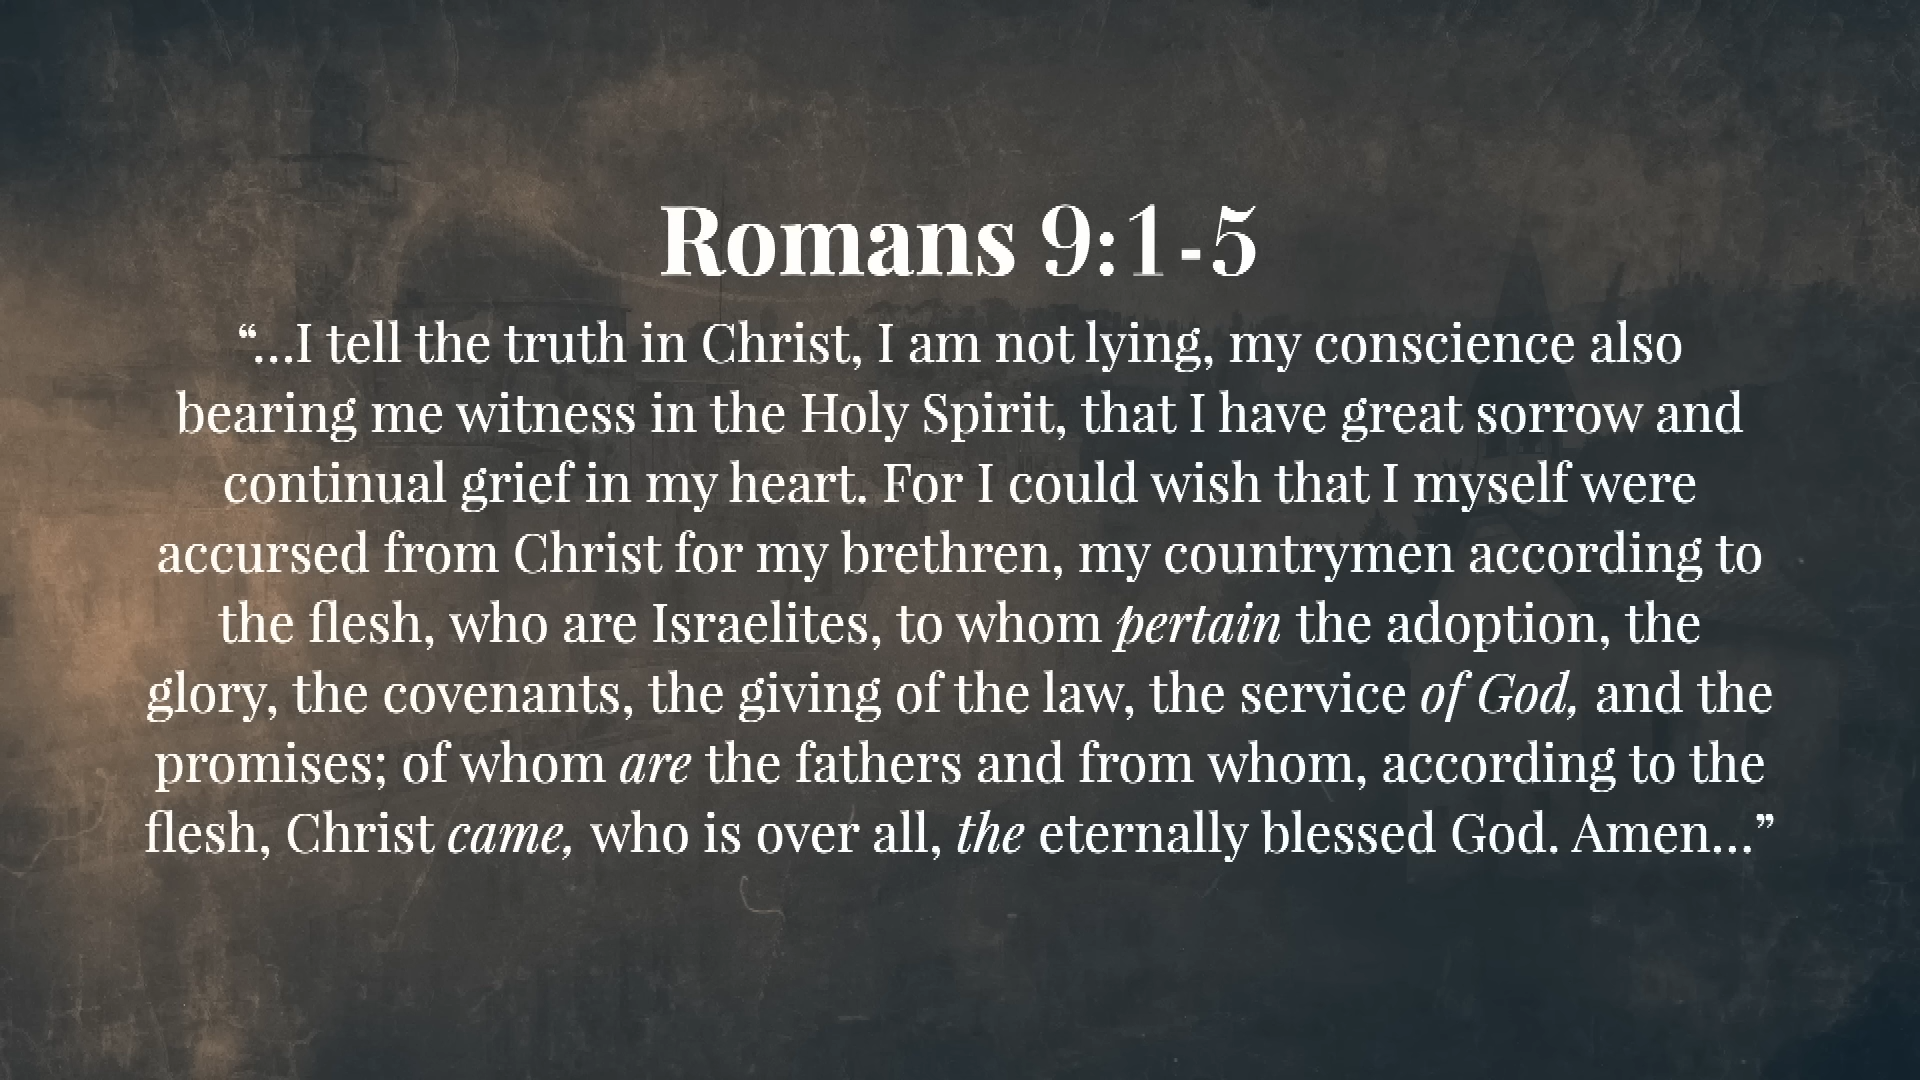 Romans 9:1-5
“...I tell the truth in Christ, I am not lying, my conscience also
bearing me witness in the Holy Spirit, that I have great sorrow and
continual grief in my heart. For I could wish that I myself were
accursed from Christ for my brethren, my countrymen according to
the flesh, who are Israelites, to whom pertain the adoption, the
glory, the covenants, the giving of the law, the service of God, and the
promises; of whom are the fathers and from whom, according to the
flesh, Christ came, who is over all, the eternally blessed God. Amen...”